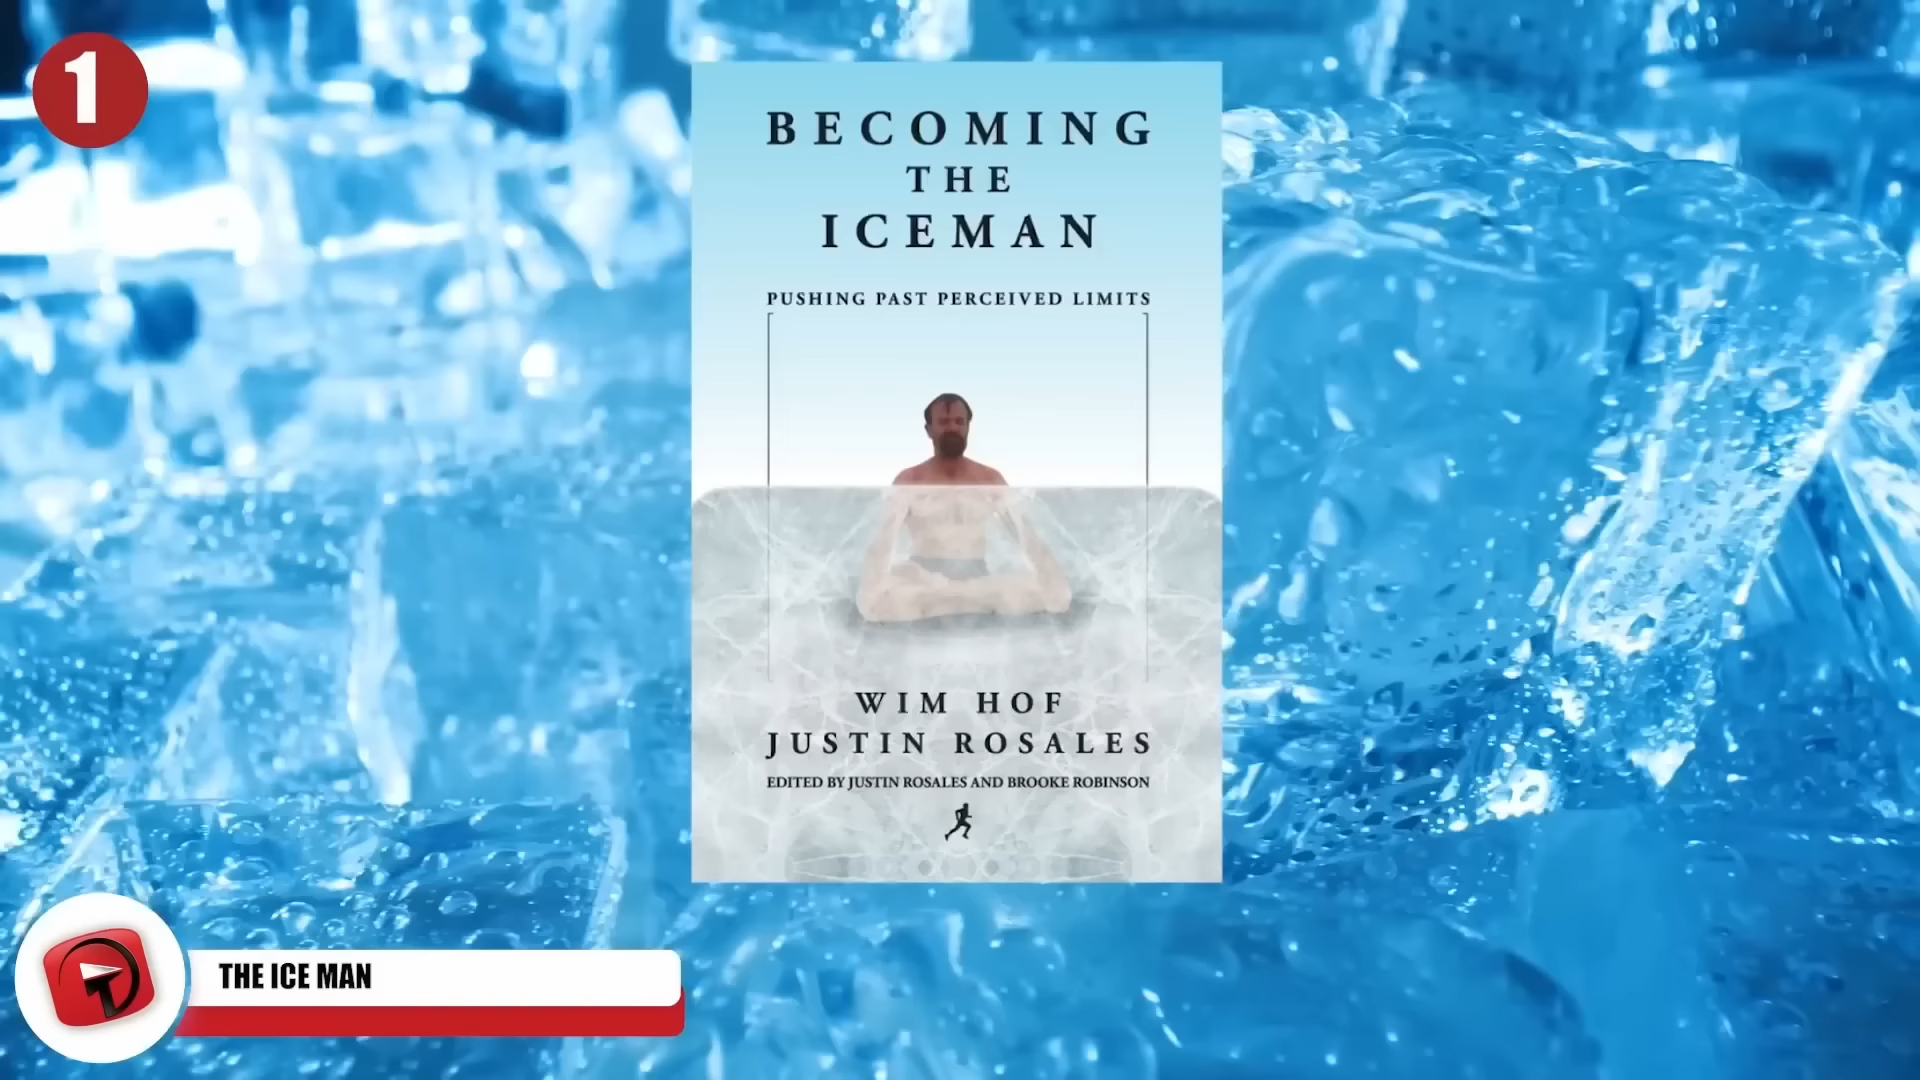 1
BECOMING
THE
ICEMAN
PUSHING PAST PERCEIVED LIMITS
WIM HOF
JUSTIN ROSALES
EDITED BY JUSTIN ROSALES AND BROOKE ROBINSON
THE ICE MAN